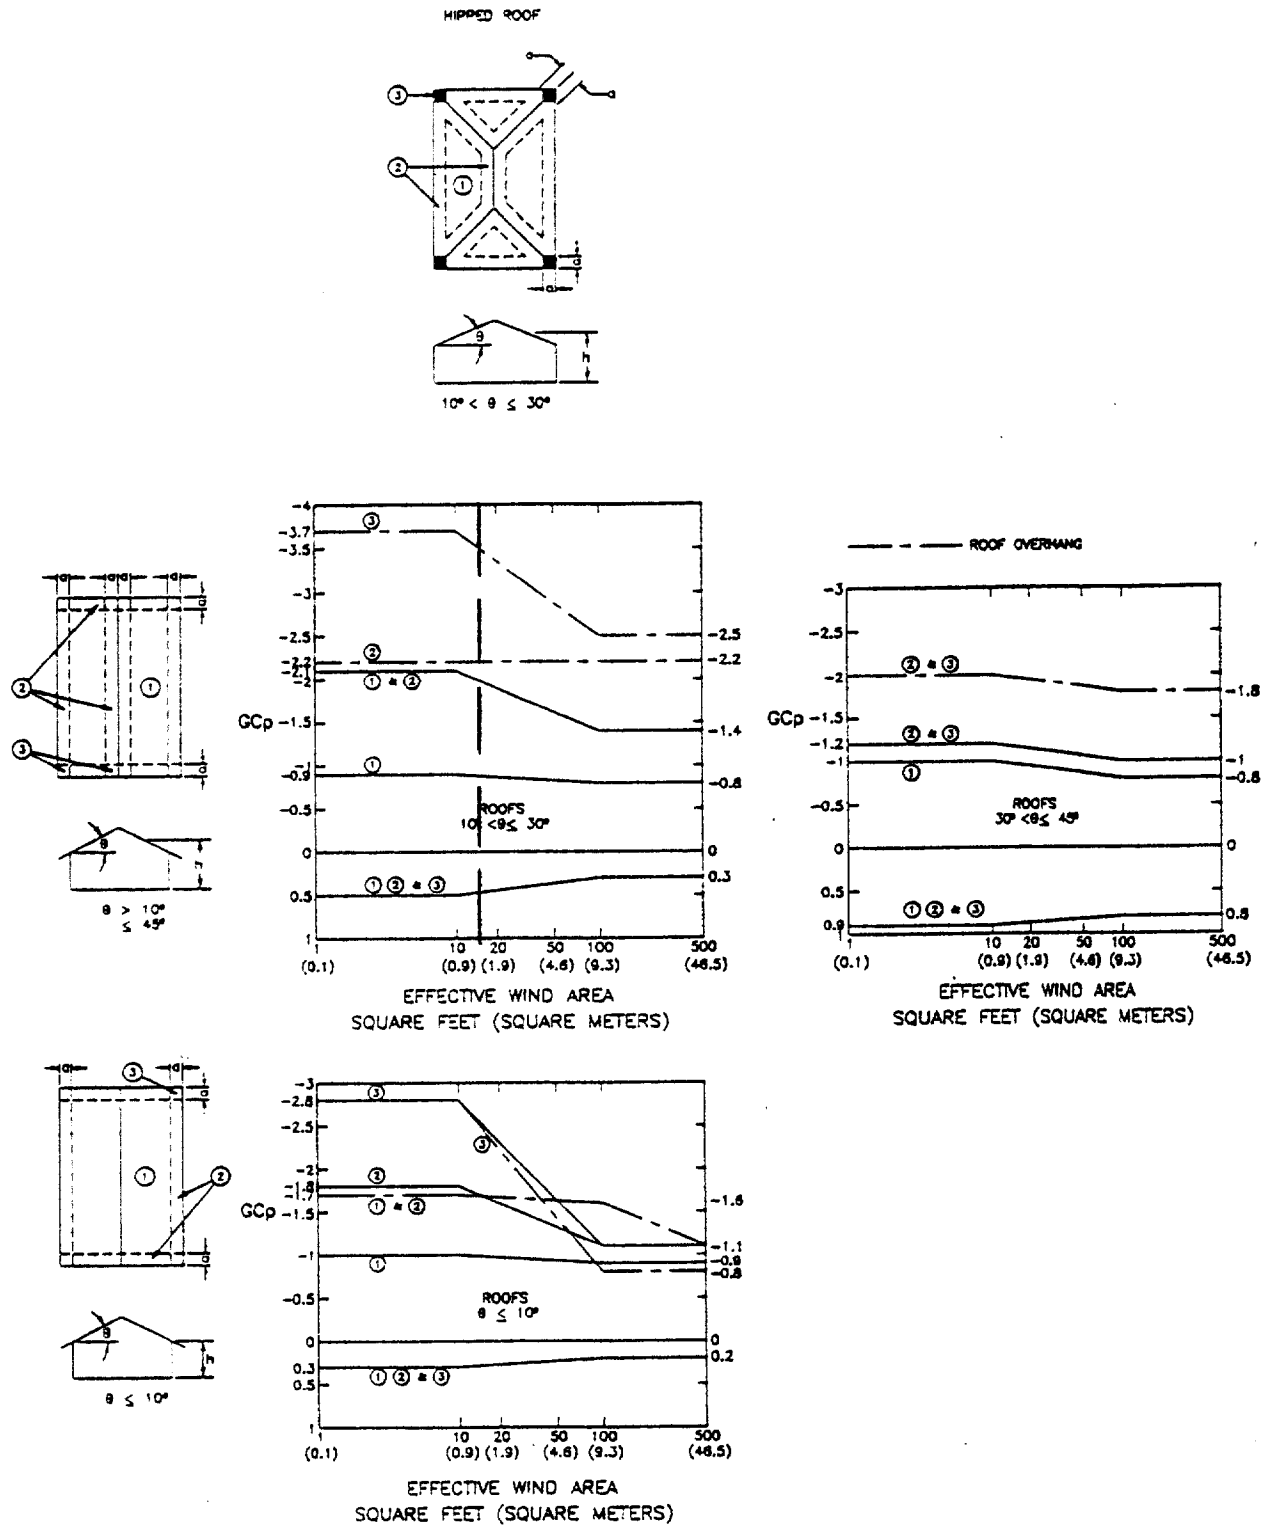 HIPPED ROOF
a
a
3
2
1
a
a
θ
h
10° < θ ≤ 30°
a a a a
a
2
1
3
a
θ
h
θ > 10°
≤ 45°
-4
-3.7
-3.5
-3
-2.5
-2.2
-2.1
-2
GCp -1.5
-1
-0.9
-0.5
0
0.5
1
3
2
1 & 2
1
ROOFS
10° <θ≤ 30°
1 2 & 3
-2.5
-2.2
-1.4
-0.8
0
0.3
1 10 20 50 100 500
(0.1) (0.9) (1.9) (4.6) (9.3) (46.5)
EFFECTIVE WIND AREA
SQUARE FEET (SQUARE METERS)
ROOF OVERHANG
-3
-2.5
-2
-1.5
GCp
-1.2
-1
-0.5
0
0.5
0.9
2 & 3
2 & 3
1
ROOFS
30° <θ≤ 45°
1 2 & 3
-1.8
-1
-0.8
0
0.8
1 10 20 50 100 500
(0.1) (0.9) (1.9) (4.6) (9.3) (46.5)
EFFECTIVE WIND AREA
SQUARE FEET (SQUARE METERS)
a a
3
a
1
2
a
θ
h
θ ≤ 10°
-3
-2.8
-2.5
-2
-1.8
-1.7
GCp -1.5
-1
-0.5
0
0.3
0.5
1
3
3
2
1 & 2
1
ROOFS
θ ≤ 10°
1 2 & 3
-1.6
-1.1
-0.9
-0.8
0
0.2
1 10 20 50 100 500
(0.1) (0.9) (1.9) (4.6) (9.3) (46.5)
EFFECTIVE WIND AREA
SQUARE FEET (SQUARE METERS)